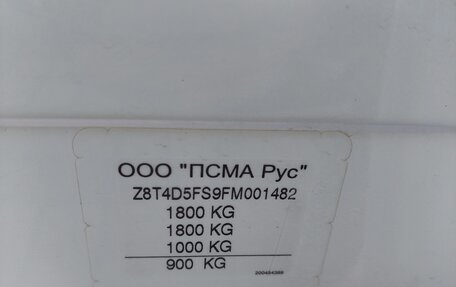 ООО "ПСМА Рус"
Z8T4D5FS9FM001482
1800 KG
1800 KG
1000 KG
900 KG